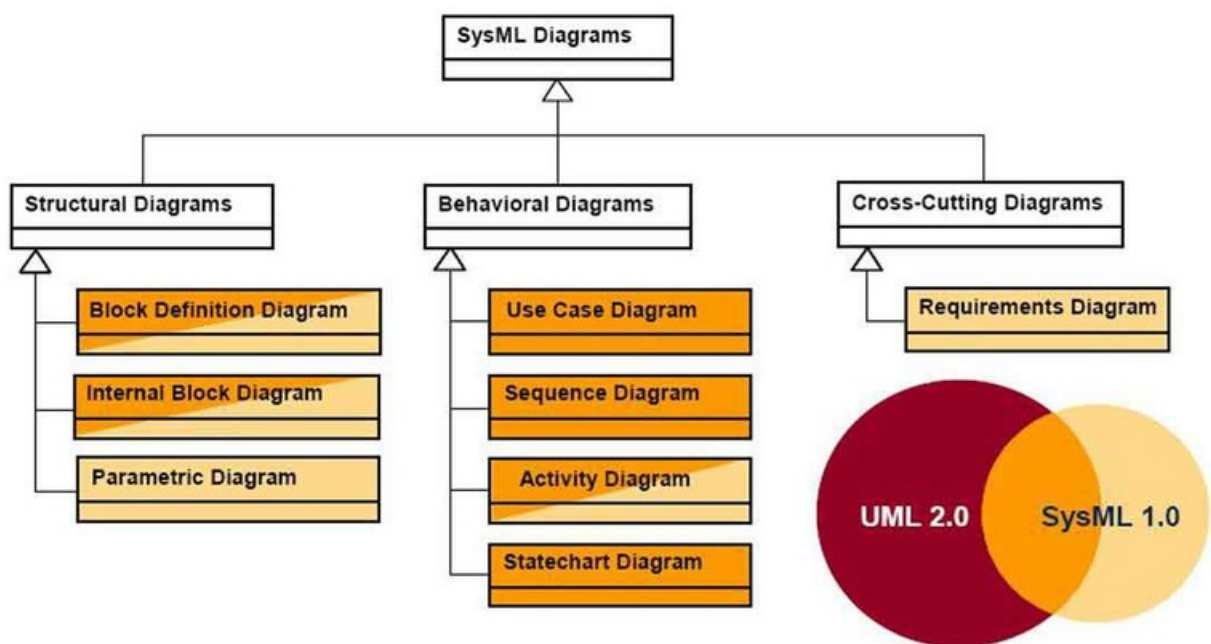 SysML Diagrams
Structural Diagrams
Behavioral Diagrams
Cross-Cutting Diagrams
Block Definition Diagram
Internal Block Diagram
Parametric Diagram
Use Case Diagram
Sequence Diagram
Activity Diagram
Statechart Diagram
Requirements Diagram
UML 2.0
SysML 1.0